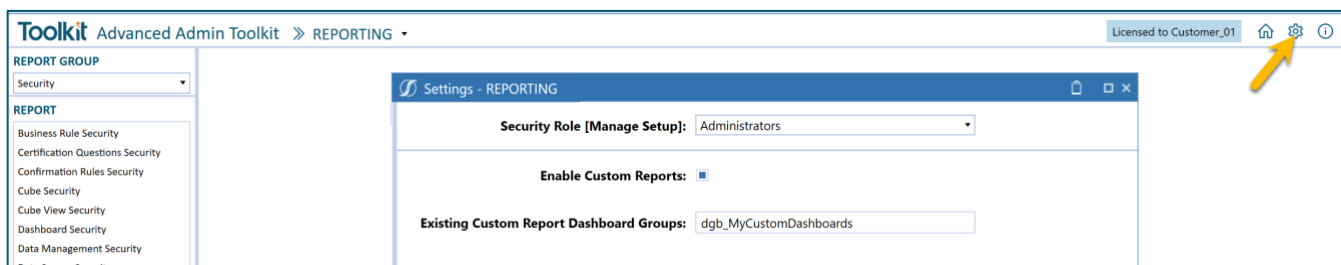 Toolkit Advanced Admin Toolkit » REPORTING
Licensed to Customer_01
REPORT GROUP
Security
REPORT
Business Rule Security
Certification Questions Security
Confirmation Rules Security
Cube Security
Cube View Security
Dashboard Security
Data Management Security
Settings - REPORTING
Security Role [Manage Setup]: Administrators
Enable Custom Reports:
Existing Custom Report Dashboard Groups: dgb_MyCustomDashboards